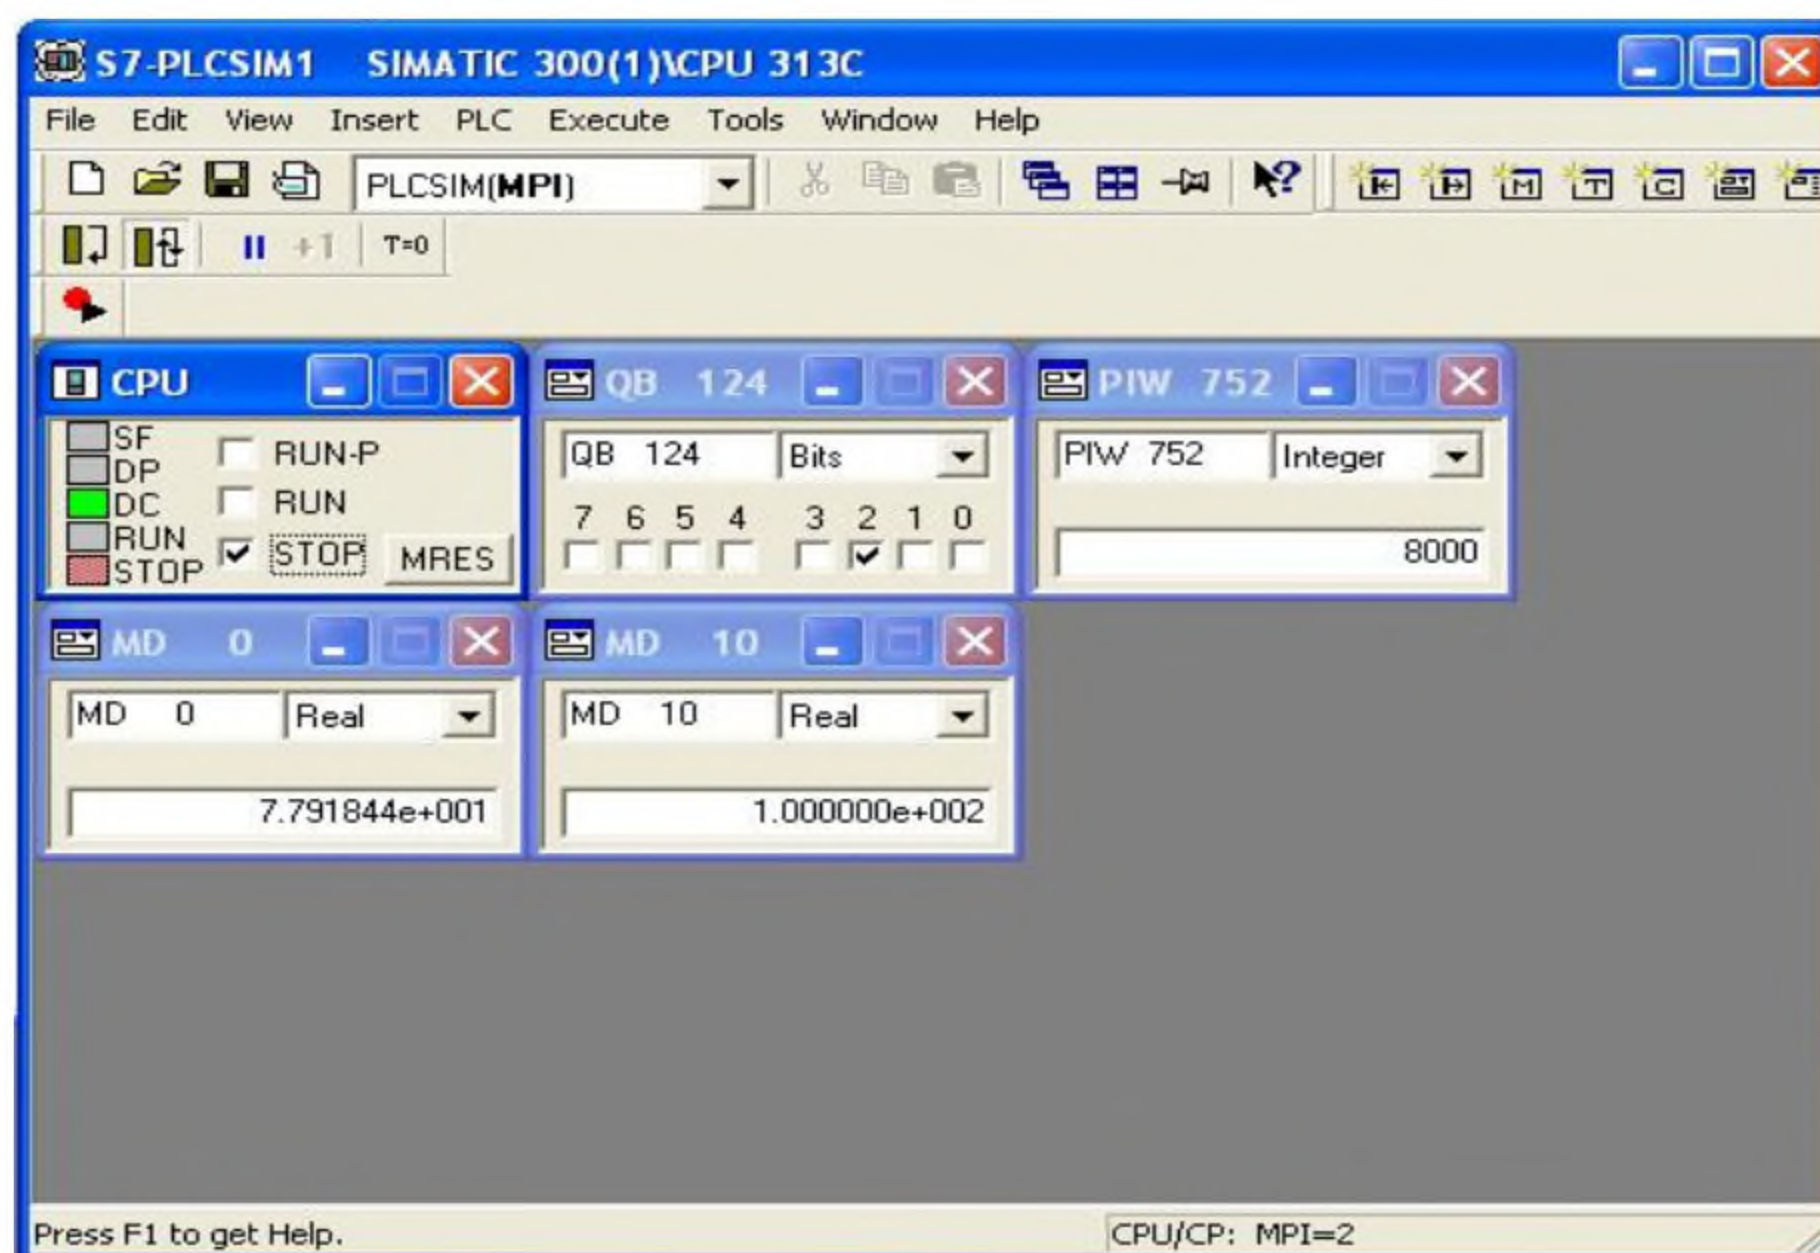 S7-PLCSIM1 SIMATIC 300(1)\CPU 313C
File Edit View Insert PLC Execute Tools Window Help
PLCSIM(MPI)
+1 T=0
CPU
SF
DP
DC
RUN
STOP
RUN-P
RUN
STOP
MRES
QB 124
QB 124 Bits
7 6 5 4 3 2 1 0
PIW 752
PIW 752 Integer
8000
MD 0
MD 0 Real
7.791844e+001
MD 10
MD 10 Real
1.000000e+002
Press F1 to get Help.
CPU/CP: MPI=2